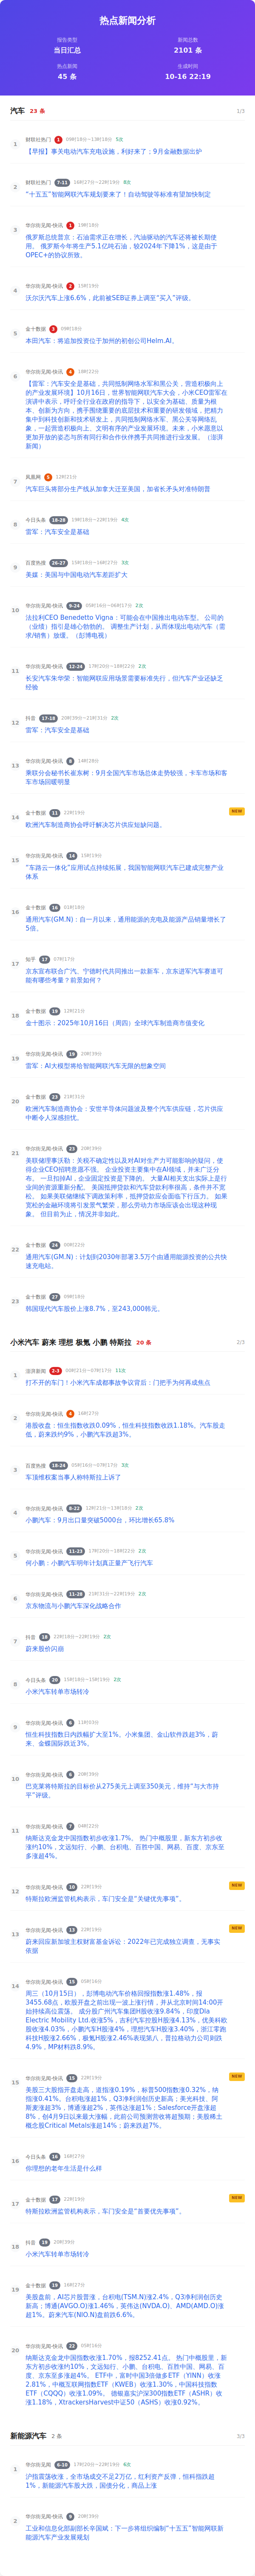 热点新闻分析
报告类型
当日汇总
新闻总数
2101 条
热点新闻
45 条
生成时间
10-16 22:19
汽车 23 条 1/3
1
财联社热门 1 09时18分~13时18分 5次
【早报】事关电动汽车充电设施，利好来了；9月金融数据出炉
2
财联社热门 7-11 16时27分~22时19分 8次
“十五五”智能网联汽车规划要来了！自动驾驶等标准有望加快制定
3
华尔街见闻-快讯 1 19时18分
俄罗斯总统普京：石油需求正在增长，汽油驱动的汽车还将被长期使
用。 俄罗斯今年将生产5.1亿吨石油，较2024年下降1%，这是由于
OPEC+的协议所致。
4
华尔街见闻-快讯 2 15时19分
沃尔沃汽车上涨6.6%，此前被SEB证券上调至“买入”评级。
5
金十数据 3 09时18分
本田汽车：将追加投资位于加州的初创公司Helm.AI。
6
华尔街见闻-快讯 4 18时22分
【雷军：汽车安全是基础，共同抵制网络水军和黑公关，营造积极向上
的产业发展环境】10月16日，世界智能网联汽车大会，小米CEO雷军在
演讲中表示，呼吁全行业在政府的指导下，以安全为基础、质量为根
本、创新为方向，携手围绕重要的底层技术和重要的研发领域，把精力
集中到科技创新和技术研发上，共同抵制网络水军、黑公关等网络乱
象，一起营造积极向上、文明有序的产业发展环境。未来，小米愿意以
更加开放的姿态与所有同行和合作伙伴携手共同推进行业发展。（澎湃
新闻）
7
凤凰网 5 12时21分
汽车巨头将部分生产线从加拿大迁至美国，加省长矛头对准特朗普
8
今日头条 18-28 19时18分~22时19分 4次
雷军：汽车安全是基础
9
百度热搜 26-27 15时18分~16时27分 3次
美媒：美国与中国电动汽车差距扩大
10
华尔街见闻-快讯 9-24 05时16分~06时17分 2次
法拉利CEO Benedetto Vigna：可能会在中国推出电动车型。 公司的
（业绩）指引是雄心勃勃的。 调整生产计划，从而体现出电动汽车（需
求/销售）放缓。（彭博电视）
11
华尔街见闻-快讯 12-24 17时20分~18时22分 2次
长安汽车朱华荣：智能网联应用场景需要标准先行，但汽车产业还缺乏
经验
12
抖音 17-18 20时39分~21时31分 2次
雷军：汽车安全是基础
13
华尔街见闻-快讯 8 14时19分
乘联分会秘书长崔东树：9月全国汽车市场总体走势较强，卡车市场和客
车市场回暖明显
14
金十数据 11 22时19分 NEW
欧洲汽车制造商协会呼吁解决芯片供应短缺问题。
15
华尔街见闻-快讯 14 15时19分
“车路云一体化”应用试点持续拓展，我国智能网联汽车已建成完整产业
体系
16
金十数据 16 02时18分
通用汽车(GM.N)：自一月以来，通用能源的充电及能源产品销量增长了
5倍。
17
知乎 17 07时17分
京东宣布联合广汽、宁德时代共同推出一款新车，京东进军汽车赛道可
能有哪些考量？前景如何？
18
金十数据 19 12时21分
金十图示：2025年10月16日（周四）全球汽车制造商市值变化
19
华尔街见闻-快讯 19 20时39分
雷军：AI大模型将给智能网联汽车无限的想象空间
20
金十数据 23 21时31分
欧洲汽车制造商协会：安世半导体问题波及整个汽车供应链，芯片供应
中断令人深感担忧。
21
华尔街见闻-快讯 23 20时39分
美联储理事沃勒：关税不确定性以及对AI对生产力可能影响的疑问，使
得企业CEO招聘意愿不强。 企业投资主要集中在AI领域，并未广泛分
布。 一旦扣掉AI，企业固定投资是下降的。 大量AI相关支出实际上是行
业间的资源重新分配。 美国抵押贷款和汽车贷款利率很高，条件并不宽
松。 如果美联储继续下调政策利率，抵押贷款应会面临下行压力。 如果
宽松的金融环境将引发景气繁荣，那么劳动力市场应该会出现这种现
象。 但目前为止，情况并非如此。
22
金十数据 24 00时22分
通用汽车(GM.N)：计划到2030年部署3.5万个由通用能源投资的公共快
速充电站。
23
金十数据 27 09时18分
韩国现代汽车股价上涨8.7%，至243,000韩元。
小米汽车 蔚来 理想 极氪 小鹏 特斯拉 20 条 2/3
1
澎湃新闻 2-3 00时21分~07时17分 11次
打不开的车门！小米汽车成都事故争议背后：门把手为何再成焦点
2
华尔街见闻-快讯 4 16时27分
港股收盘：恒生指数收跌0.09%，恒生科技指数收跌1.18%。汽车股走
低，蔚来跌约9%，小鹏汽车跌超3%。
3
百度热搜 18-24 05时16分~07时17分 3次
车顶维权案当事人称特斯拉上诉了
4
华尔街见闻-快讯 8-22 12时21分~13时18分 2次
小鹏汽车：9月出口量突破5000台，环比增长65.8%
5
华尔街见闻-快讯 11-23 17时20分~18时22分 2次
何小鹏：小鹏汽车明年计划真正量产飞行汽车
6
华尔街见闻-快讯 11-28 21时31分~22时19分 2次
京东物流与小鹏汽车深化战略合作
7
抖音 18 22时18分~22时19分 2次
蔚来股价闪崩
8
今日头条 20 15时18分~15时19分 2次
小米汽车转单市场转冷
9
华尔街见闻-快讯 6 11时03分
恒生科技指数日内跌幅扩大至1%。小米集团、金山软件跌超3%，蔚
来、金蝶国际跌近3%。
10
华尔街见闻-快讯 6 20时39分
巴克莱将特斯拉的目标价从275美元上调至350美元，维持“与大市持
平”评级。
11
华尔街见闻-快讯 7 04时22分
纳斯达克金龙中国指数初步收涨1.7%。 热门中概股里，新东方初步收
涨约10%，文远知行、小鹏、台积电、百胜中国、网易、百度、京东至
多涨超4%。
12
华尔街见闻-快讯 10 22时19分 NEW
特斯拉欧洲监管机构表示，车门安全是“关键优先事项”。
13
华尔街见闻-快讯 13 22时19分 NEW
蔚来回应新加坡主权财富基金诉讼：2022年已完成独立调查，无事实
依据
14
华尔街见闻-快讯 15 05时16分
周三（10月15日），彭博电动汽车价格回报指数涨1.48%，报
3455.68点，欧股开盘之前出现一波上涨行情，并从北京时间14:00开
始持续高位震荡。 成分股广州汽车集团H股收涨9.84%，印度Ola
Electric Mobility Ltd.收涨5%，吉利汽车控股H股涨4.13%，优美科欧
股收涨4.03%，小鹏汽车H股涨4%，理想汽车H股涨3.40%，浙江零跑
科技H股涨2.66%，极氪H股涨2.46%表现第八，普拉格动力公司则跌
4.9%，MP材料跌8.9%。
15
华尔街见闻-快讯 15 22时19分 NEW
美股三大股指开盘走高，道指涨0.19%，标普500指数涨0.32%，纳
指涨0.41%。台积电涨超1%，Q3净利润创历史新高；美光科技、阿
斯麦涨超3%，博通涨超2%，英伟达涨超1%；Salesforce开盘涨超
8%，创4月9日以来最大涨幅，此前公司预测营收将超预期；美股稀土
概念股Critical Metals涨超14%；蔚来跌超7%。
16
今日头条 16 16时27分
你理想的老年生活是什么样
17
金十数据 17 22时19分 NEW
特斯拉欧洲监管机构表示，车门安全是“首要优先事项”。
18
抖音 19 20时39分
小米汽车转单市场转冷
19
金十数据 19 16时27分
美股盘前，AI芯片股普涨，台积电(TSM.N)涨2.4%，Q3净利润创历史
新高；博通(AVGO.O)涨1.46%，英伟达(NVDA.O)、AMD(AMD.O)涨
超1%。蔚来汽车(NIO.N)盘前跌6.6%。
20
华尔街见闻-快讯 22 05时16分
纳斯达克金龙中国指数收涨1.70%，报8252.41点。 热门中概股里，新
东方初步收涨约10%，文远知行、小鹏、台积电、百胜中国、网易、百
度、京东至多涨超4%。 ETF中，富时中国3倍做多ETF（YINN）收涨
2.81%，中概互联网指数ETF（KWEB）收涨1.30%，中国科技指数
ETF（CQQQ）收涨1.09%。 德银嘉实沪深300指数ETF（ASHR）收
涨1.18%，XtrackersHarvest中证50（ASHS）收涨0.92%。
新能源汽车 2 条 3/3
1
华尔街见闻 6-10 17时20分~22时19分 6次
沪指震荡收涨，全市场成交不足2万亿，红利资产反弹，恒科指跌超
1%，新能源汽车股大跌，国债分化，商品上涨
2
华尔街见闻-快讯 9 20时39分
工业和信息化部副部长辛国斌：下一步将组织编制“十五五”智能网联新
能源汽车产业发展规划